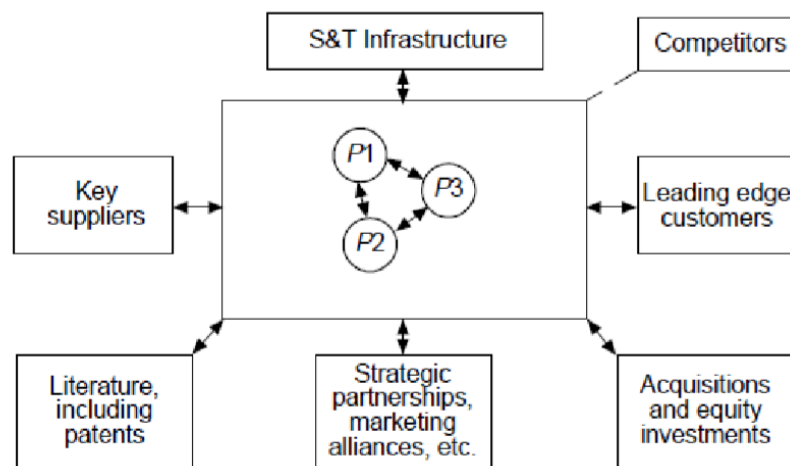 S&T Infrastructure
Competitors
P1
P3
P2
Key
suppliers
Leading edge
customers
Literature,
including
patents
Strategic
partnerships,
marketing
alliances, etc.
Acquisitions
and equity
investments